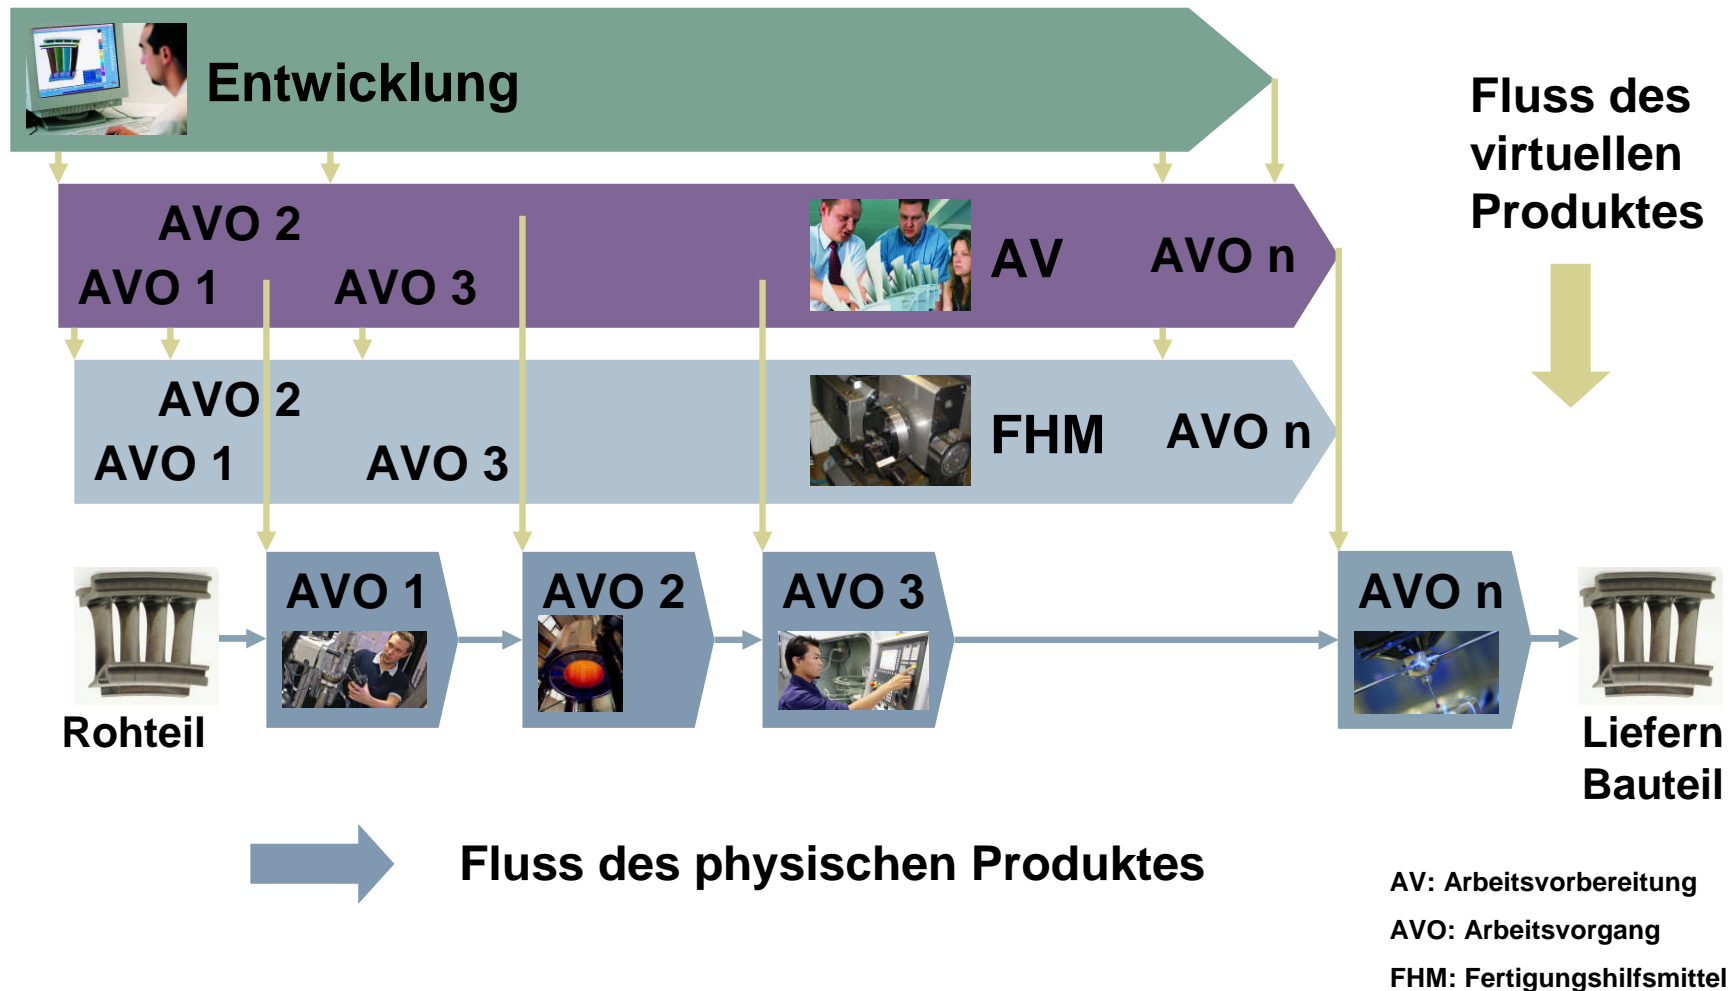 Entwicklung
Fluss des
virtuellen
Produktes
AVO 2
AVO 1
AVO 3
AV
AVO n
AVO 2
AVO 1
AVO 3
FHM
AVO n
AVO 1
AVO 2
AVO 3
AVO n
Rohteil
Liefern
Bauteil
Fluss des physischen Produktes
AV: Arbeitsvorbereitung
AVO: Arbeitsvorgang
FHM: Fertigungshilfsmittel